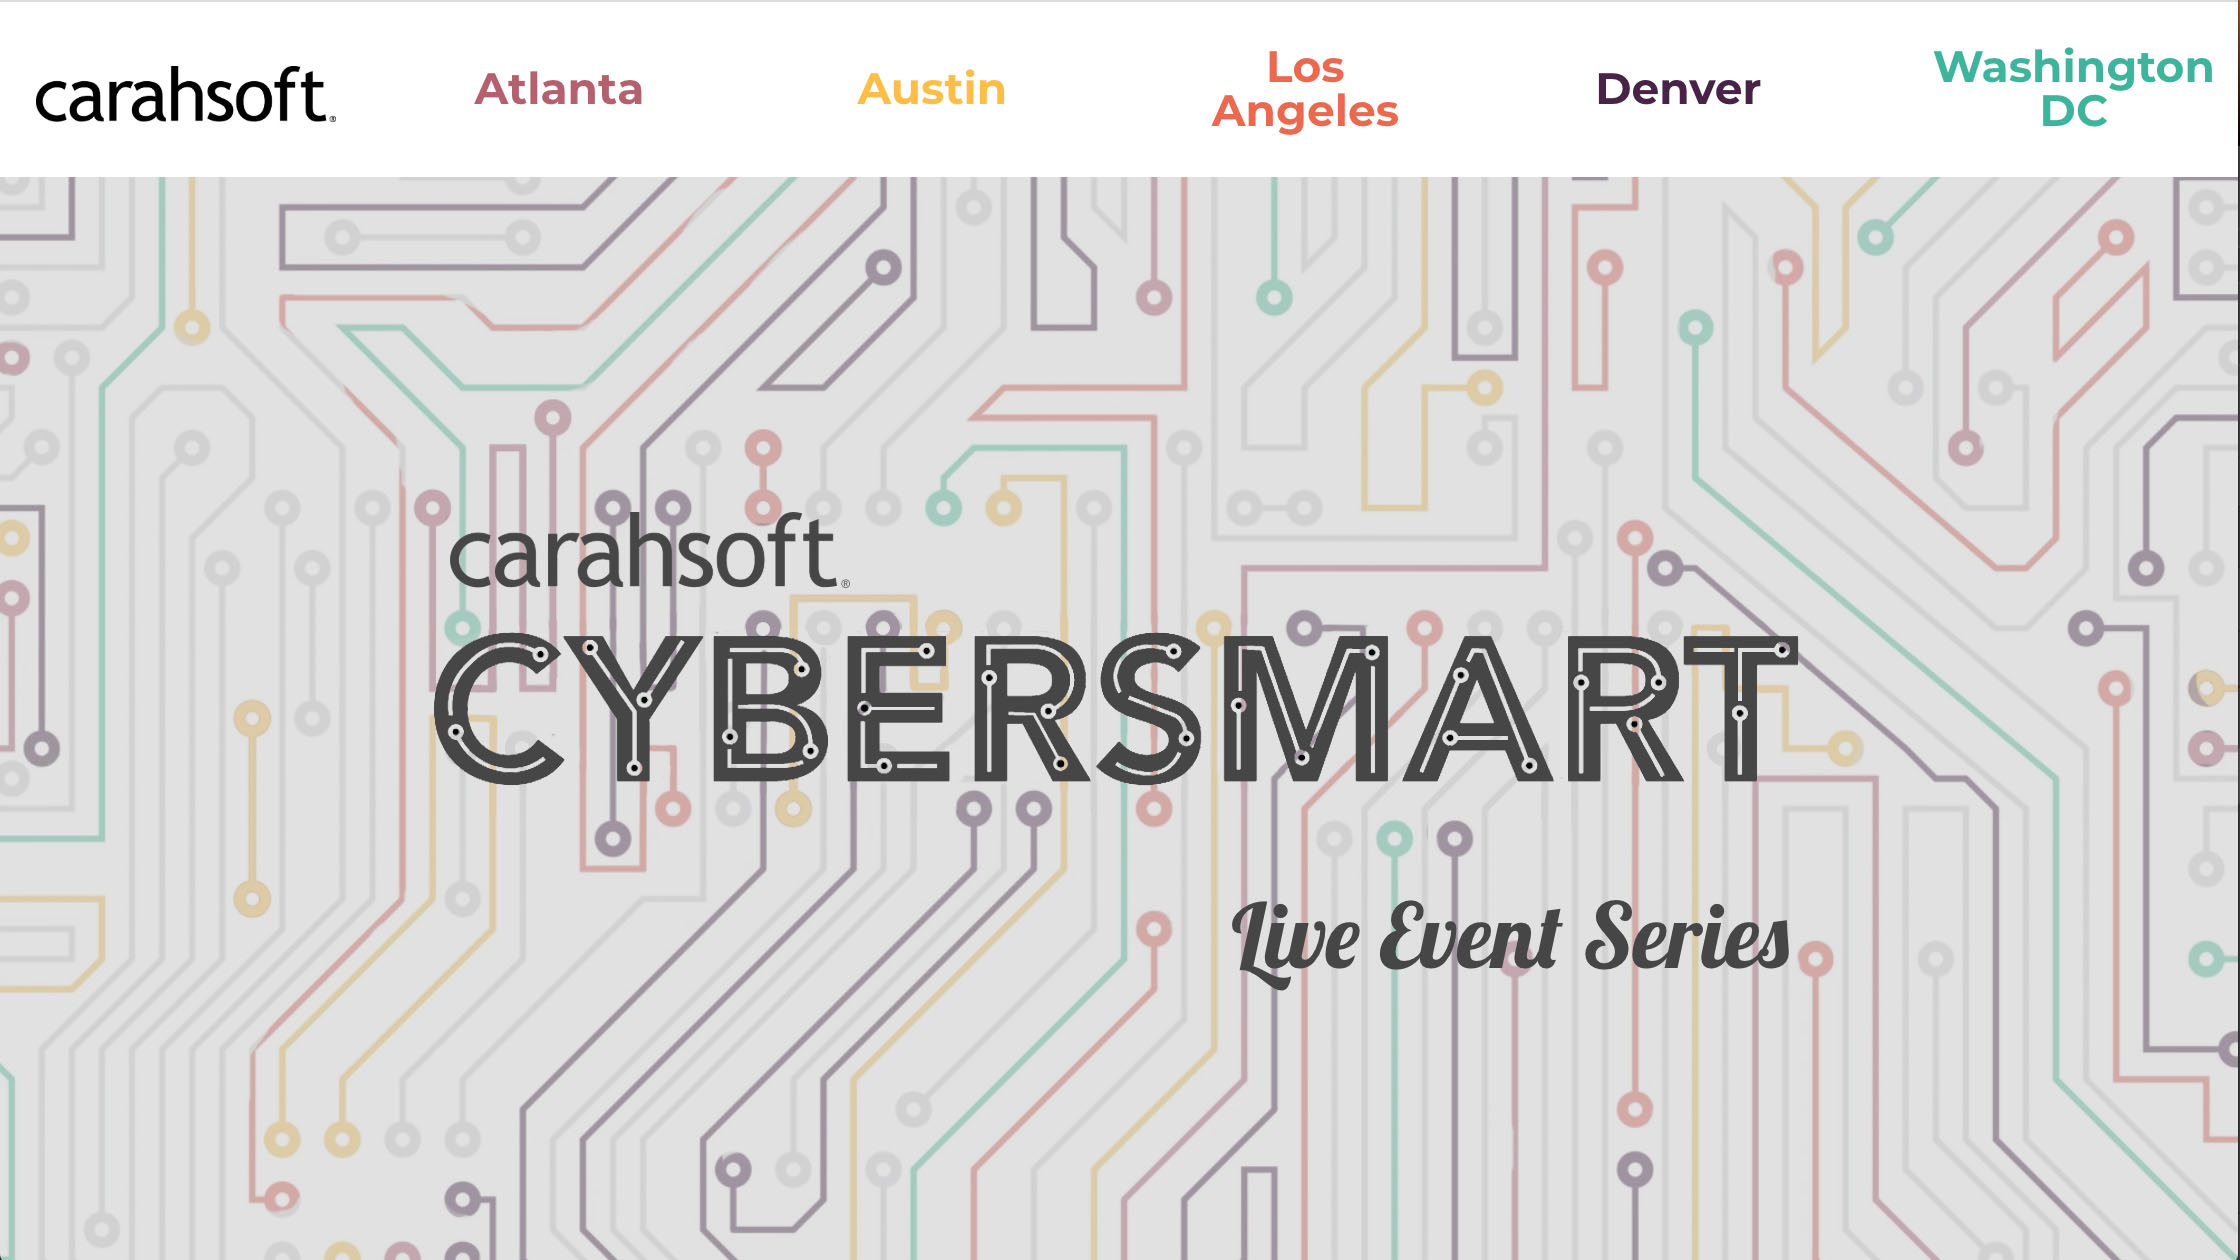 carahsoft®
Atlanta
Austin
Los
Angeles
Denver
Washington
DC
carahsoft®
CYBERSMART
Live Event Series